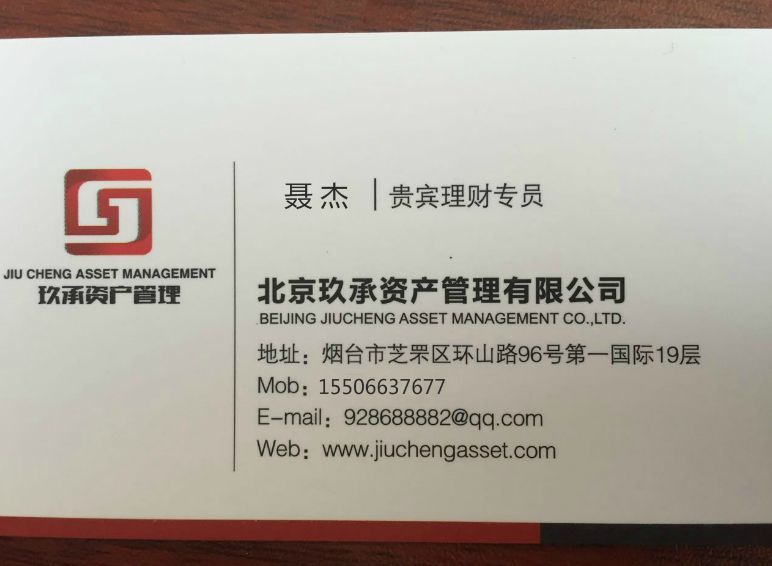 聂杰 | 贵宾理财专员
JIU CHENG ASSET MANAGEMENT
玖承资产管理
北京玖承资产管理有限公司
BEIJING JIUCHENG ASSET MANAGEMENT CO.,LTD.
地址：烟台市芝罘区环山路96号第一国际19层
Mob：15506637677
E-mail：928688882@qq.com
Web：www.jiuchengasset.com